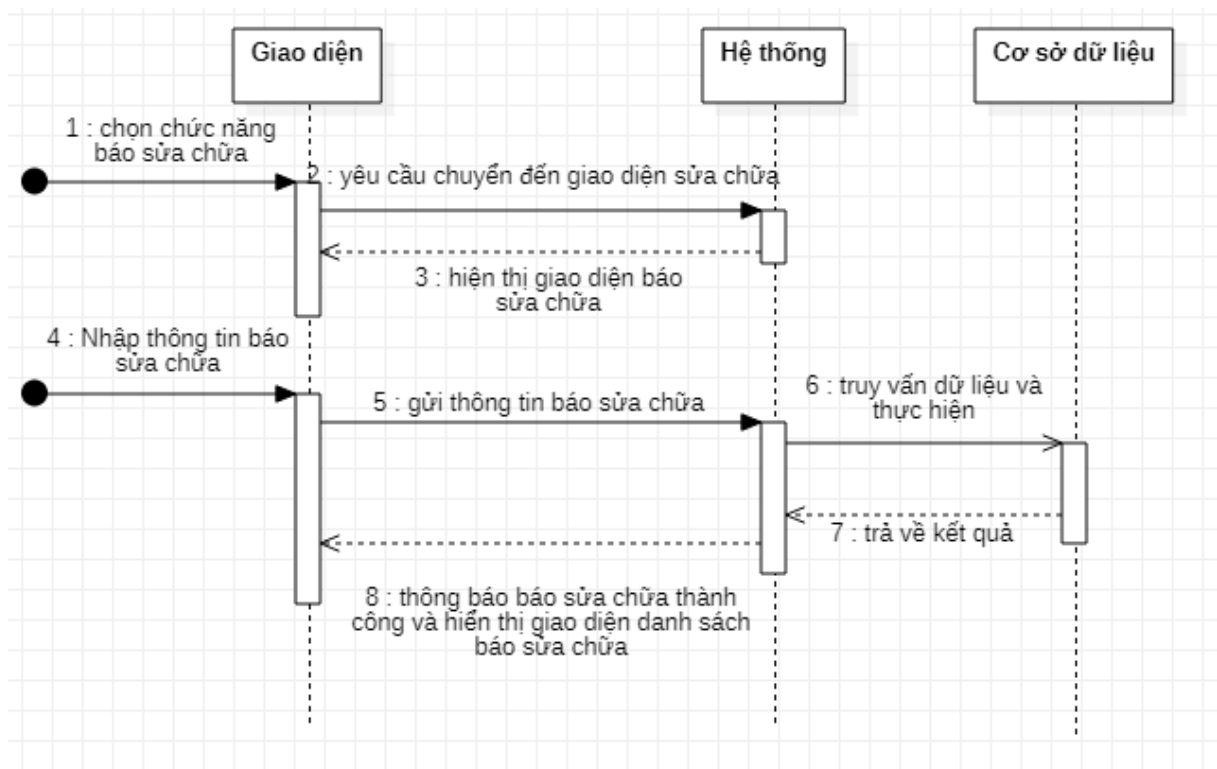 Giao diện
Hệ thống
Cơ sở dữ liệu
1 : chọn chức năng
báo sửa chữa
2 : yêu cầu chuyển đến giao diện sửa chữa
3 : hiện thị giao diện báo
sửa chữa
4 : Nhập thông tin báo
sửa chữa
5 : gửi thông tin báo sửa chữa
6 : truy vấn dữ liệu và
thực hiện
7 : trả về kết quả
8 : thông báo báo sửa chữa thành
công và hiển thị giao diện danh sách
báo sửa chữa